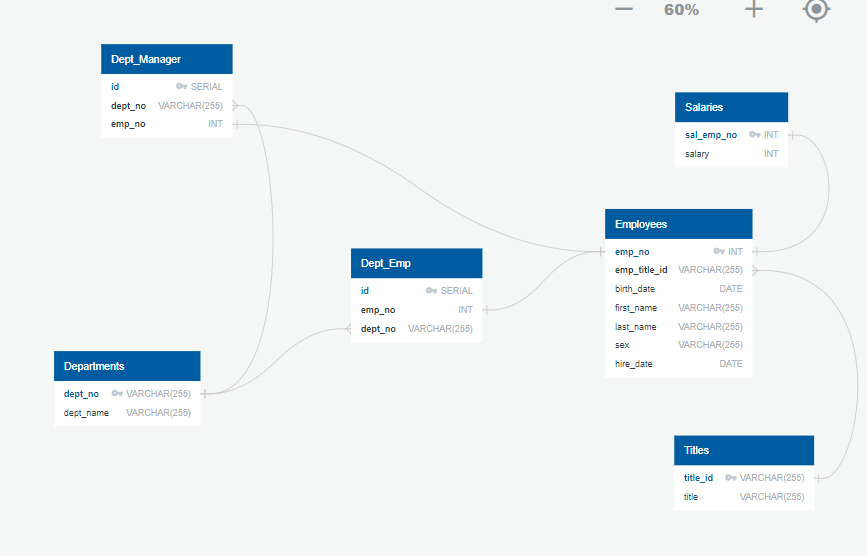 60%
Dept_Manager
id SERIAL
dept_no VARCHAR(255)
emp_no INT
Salaries
sal_emp_no INT
salary INT
Employees
emp_no INT
emp_title_id VARCHAR(255)
birth_date DATE
first_name VARCHAR(255)
last_name VARCHAR(255)
sex VARCHAR(255)
hire_date DATE
Dept_Emp
id SERIAL
emp_no INT
dept_no VARCHAR(255)
Departments
dept_no VARCHAR(255)
dept_name VARCHAR(255)
Titles
title_id VARCHAR(255)
title VARCHAR(255)